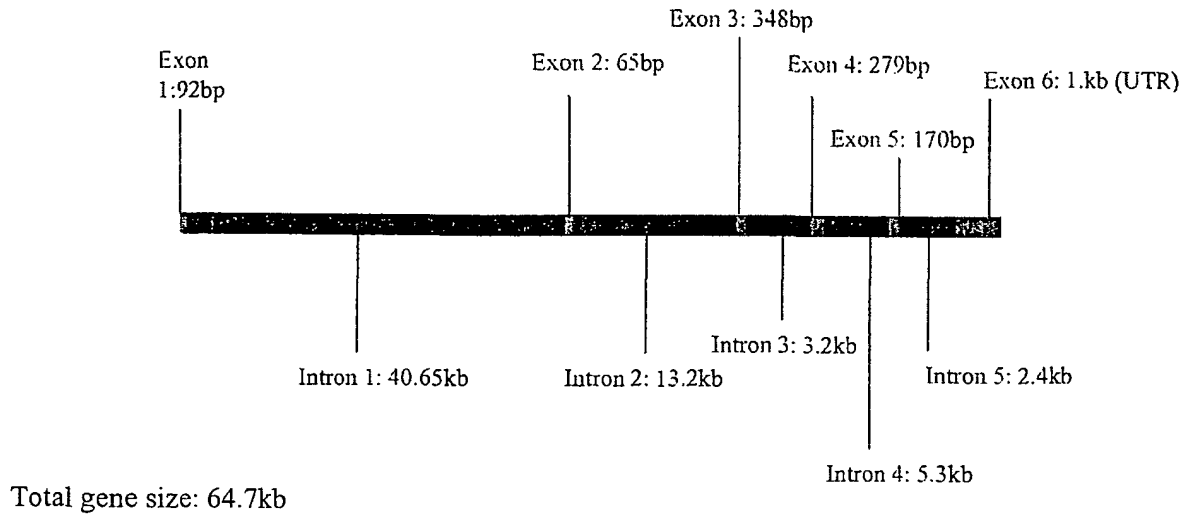 Exon 3: 348bp
Exon
1:92bp
Exon 2: 65bp
Exon 4: 279bp
Exon 6: 1.kb (UTR)
Exon 5: 170bp
Intron 3: 3.2kb
Intron 1: 40.65kb
Intron 2: 13.2kb
Intron 5: 2.4kb
Intron 4: 5.3kb
Total gene size: 64.7kb